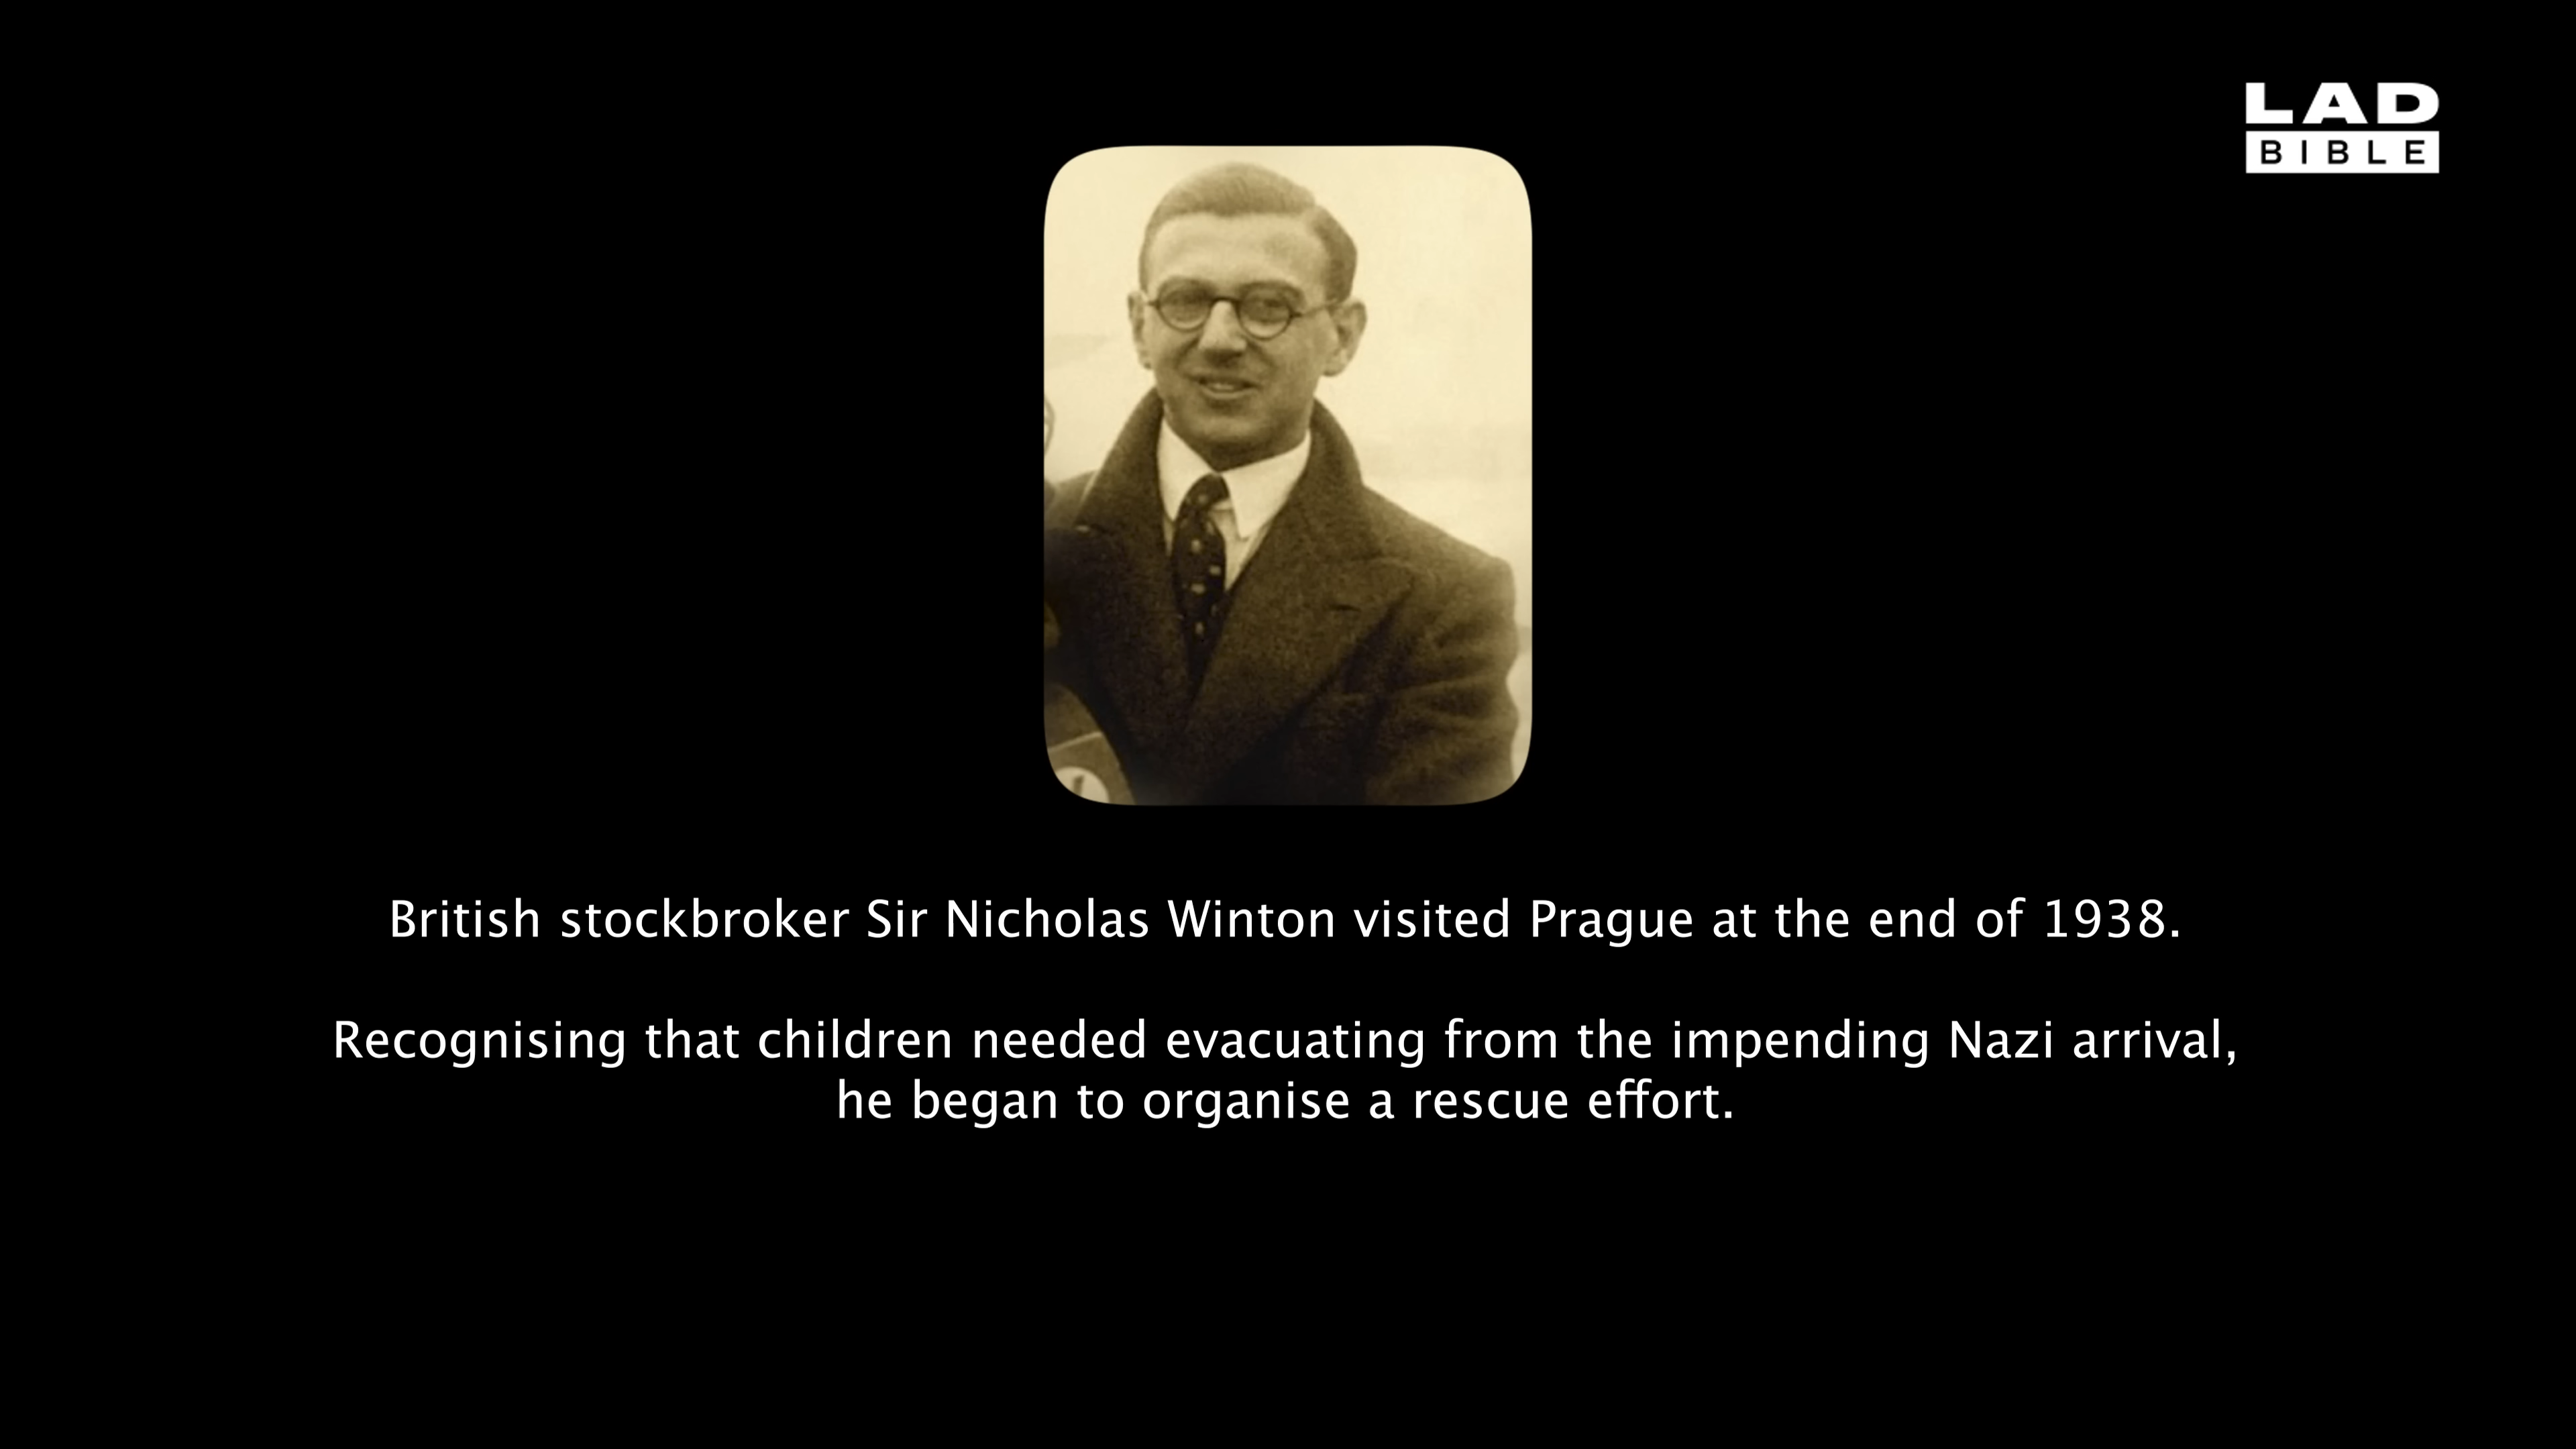 LAD
BIBLE
British stockbroker Sir Nicholas Winton visited Prague at the end of 1938.
Recognising that children needed evacuating from the impending Nazi arrival,
he began to organise a rescue effort.